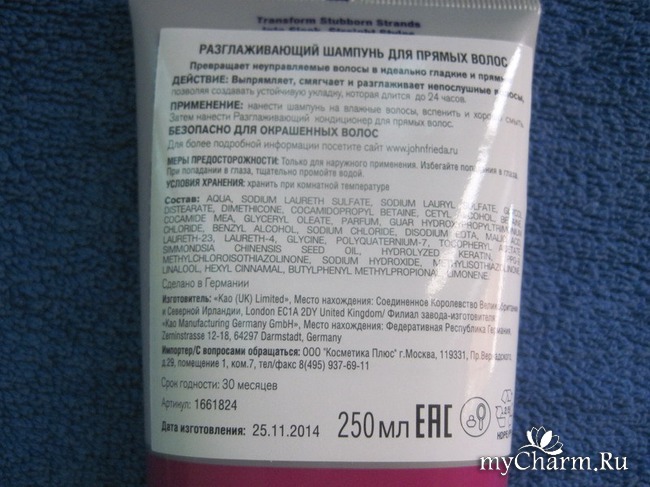 Transform Stubborn Strands
РАЗГЛАЖИВАЮЩИЙ ШАМПУНЬ ДЛЯ ПРЯМЫХ ВОЛОС
Превращает неуправляемые волосы в идеально гладкие и прямые
ДЕЙСТВИЕ: Выпрямляет, смягчает и разглаживает непослушные волосы,
позволяя создавать устойчивую укладку, которая длится до 24 часов.
ПРИМЕНЕНИЕ: нанести шампунь на влажные волосы, вспенить и хорошо смыть.
Затем нанести Разглаживающий кондиционер для прямых волос.
БЕЗОПАСНО ДЛЯ ОКРАШЕННЫХ ВОЛОС
Для более подробной информации посетите сайт www.johnfrieda.ru
МЕРЫ ПРЕДОСТОРОЖНОСТИ: Только для наружного применения. Избегайте попадания в глаза.
При попадании в глаза, тщательно промойте водой.
УСЛОВИЯ ХРАНЕНИЯ: хранить при комнатной температуре
Состав: AQUA, SODIUM LAURETH SULFATE, SODIUM LAURYL SULFATE, GLYCOL
DISTEARATE, DIMETHICONE, COCAMIDOPROPYL BETAINE, CETYL ALCOHOL,
COCAMIDE MEA, GLYCERYL OLEATE, PARFUM, GUAR HYDROXYPROPYLTRIMONIUM
CHLORIDE, BENZYL ALCOHOL, SODIUM CHLORIDE, DISODIUM EDTA, MALIC ACID,
LAURETH-23, LAURETH-4, GLYCINE, POLYQUATERNIUM-7, TOCOPHERYL ACETATE,
SIMMONDSIA CHINENSIS SEED OIL, HYDROLYZED KERATIN,
METHYLCHLOROISOTHIAZOLINONE, SODIUM HYDROXIDE, METHYLISOTHIAZOLINONE,
LINALOOL, HEXYL CINNAMAL, BUTYLPHENYL METHYLPROPIONAL, LIMONENE.
Сделано в Германии
Изготовитель: «Kao (UK) Limited», Место нахождения: Соединенное Королевство Великобритании
и Северной Ирландии, London EC1A 2DY United Kingdom/ Филиал завода-изготовителя
«Kao Manufacturing Germany GmbH», Место нахождения: Федеративная Республика Германия,
Zerninstrasse 12-18, 64297 Darmstadt, Germany
Импортер/С вопросами обращаться: ООО "Косметика Плюс" г.Москва, 119331, Пр.Вернадского,
д.29, помещение 1, ком.7, тел/факс 8(495) 937-69-11
Срок годности: 30 месяцев
Артикул: 1661824
Дата изготовления: 25.11.2014 250 мл ЕАС
myCharm.Ru